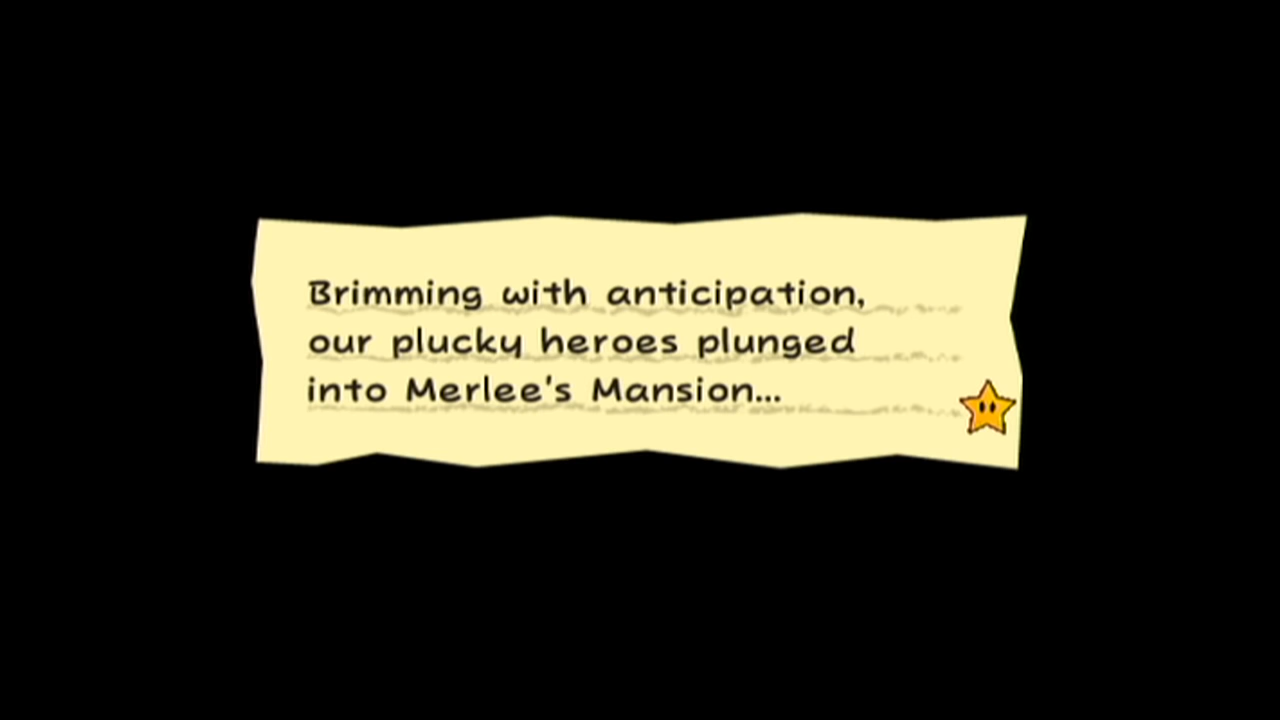 Brimming with anticipation,
our plucky heroes plunged
into Merlee's Mansion...